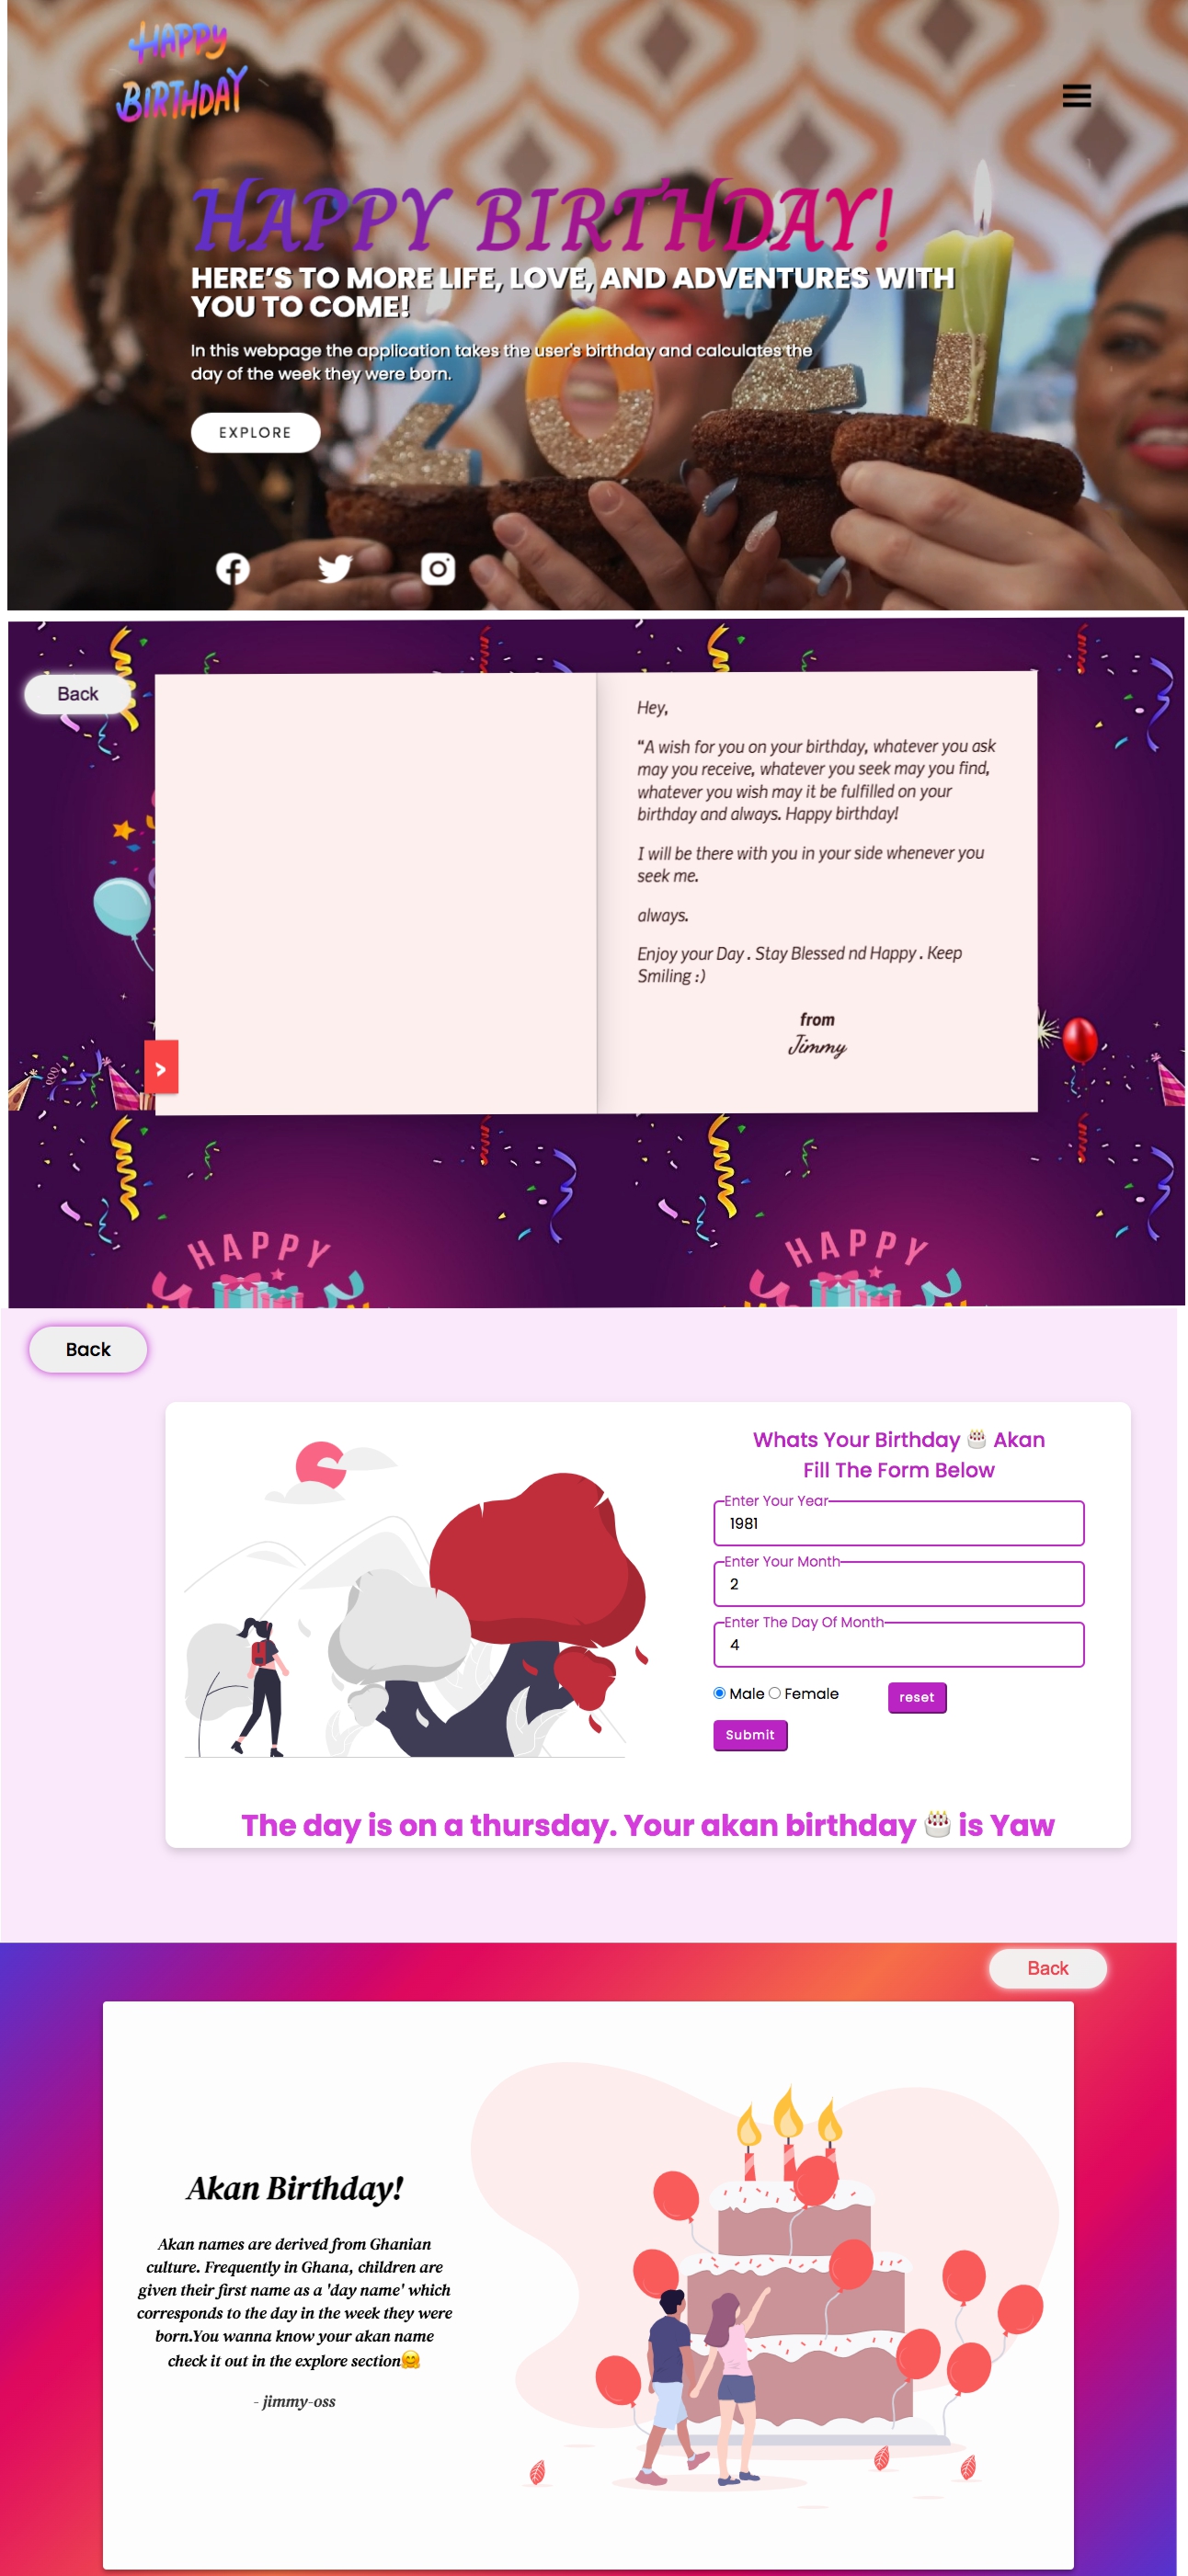 HAPPY
BIRTHDAY
HAPPY BIRTHDAY!
HERE'S TO MORE LIFE, LOVE, AND ADVENTURES WITH
YOU TO COME!
In this webpage the application takes the user's birthday and calculates the
day of the week they were born.
EXPLORE
2021
Back
Hey,
“A wish for you on your birthday, whatever you ask
may you receive, whatever you seek may you find,
whatever you wish may it be fulfilled on your
birthday and always. Happy birthday!
I will be there with you in your side whenever you
seek me.
always.
Enjoy your Day . Stay Blessed nd Happy . Keep
Smiling :)
from
Jimmy
›
HAPPY
HAPPY
Back
Whats Your Birthday 🎂 Akan
Fill The Form Below
Enter Your Year
1981
Enter Your Month
2
Enter The Day Of Month
4
Male Female
reset
Submit
The day is on a thursday. Your akan birthday 🎂 is Yaw
Back
Akan Birthday!
Akan names are derived from Ghanian
culture. Frequently in Ghana, children are
given their first name as a 'day name' which
corresponds to the day in the week they were
born.You wanna know your akan name
check it out in the explore section🤗
- jimmy-oss